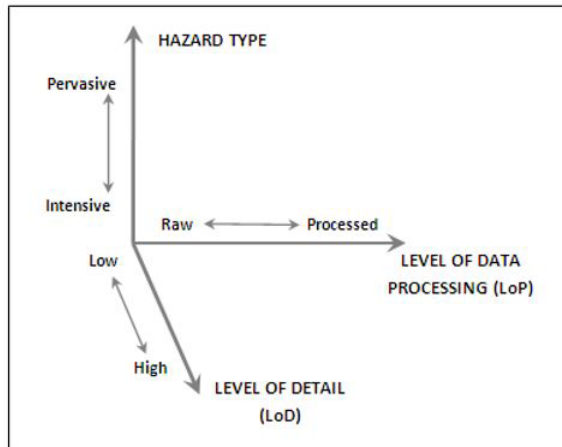 HAZARD TYPE
Pervasive
Intensive
Raw
Processed
Low
LEVEL OF DATA
PROCESSING (LoP)
High
LEVEL OF DETAIL
(LoD)